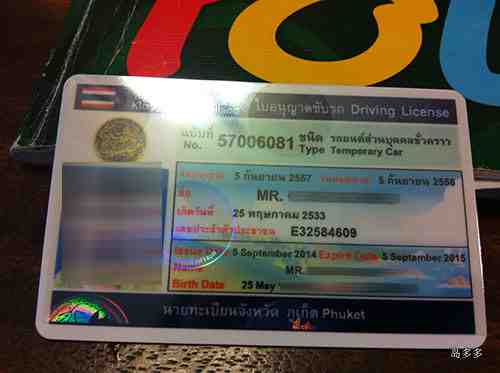 ใบอนุญาตขับรถ Driving License
แบบที่ ชนิด รถยนต์ส่วนบุคคลชั่วคราว
No. 57006081 Type Temporary Car
5 กันยายน 2557 5 กันยายน 2558
ชื่อ MR.
เกิดวันที่ 25 พฤษภาคม 2533
เลขประจำตัวประชาชน E32584609
Issue Date 5 September 2014 Expire Date 5 September 2015
Name MR.
Birth Date 25 May
นายทะเบียนจังหวัด ภูเก็ต Phuket
岛多多